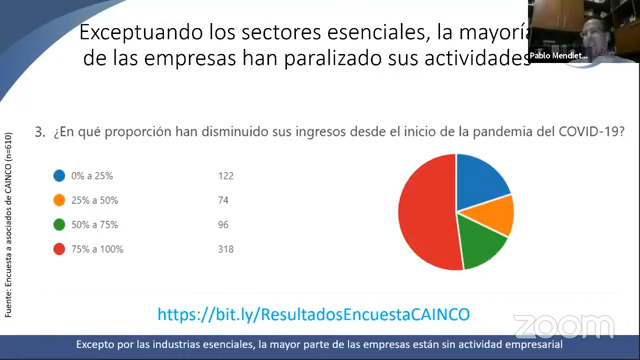 Exceptuando los sectores esenciales, la mayoría
de las empresas han paralizado sus actividades
Pablo Mendiet...
3. ¿En qué proporción han disminuido sus ingresos desde el inicio de la pandemia del COVID-19?
0% a 25% 122
25% a 50% 74
50% a 75% 96
75% a 100% 318
Fuente: Encuesta a asociados de CAINCO (n=610)
https://bit.ly/ResultadosEncuestaCAINCO
zoom
Excepto por las industrias esenciales, la mayor parte de las empresas están sin actividad empresarial